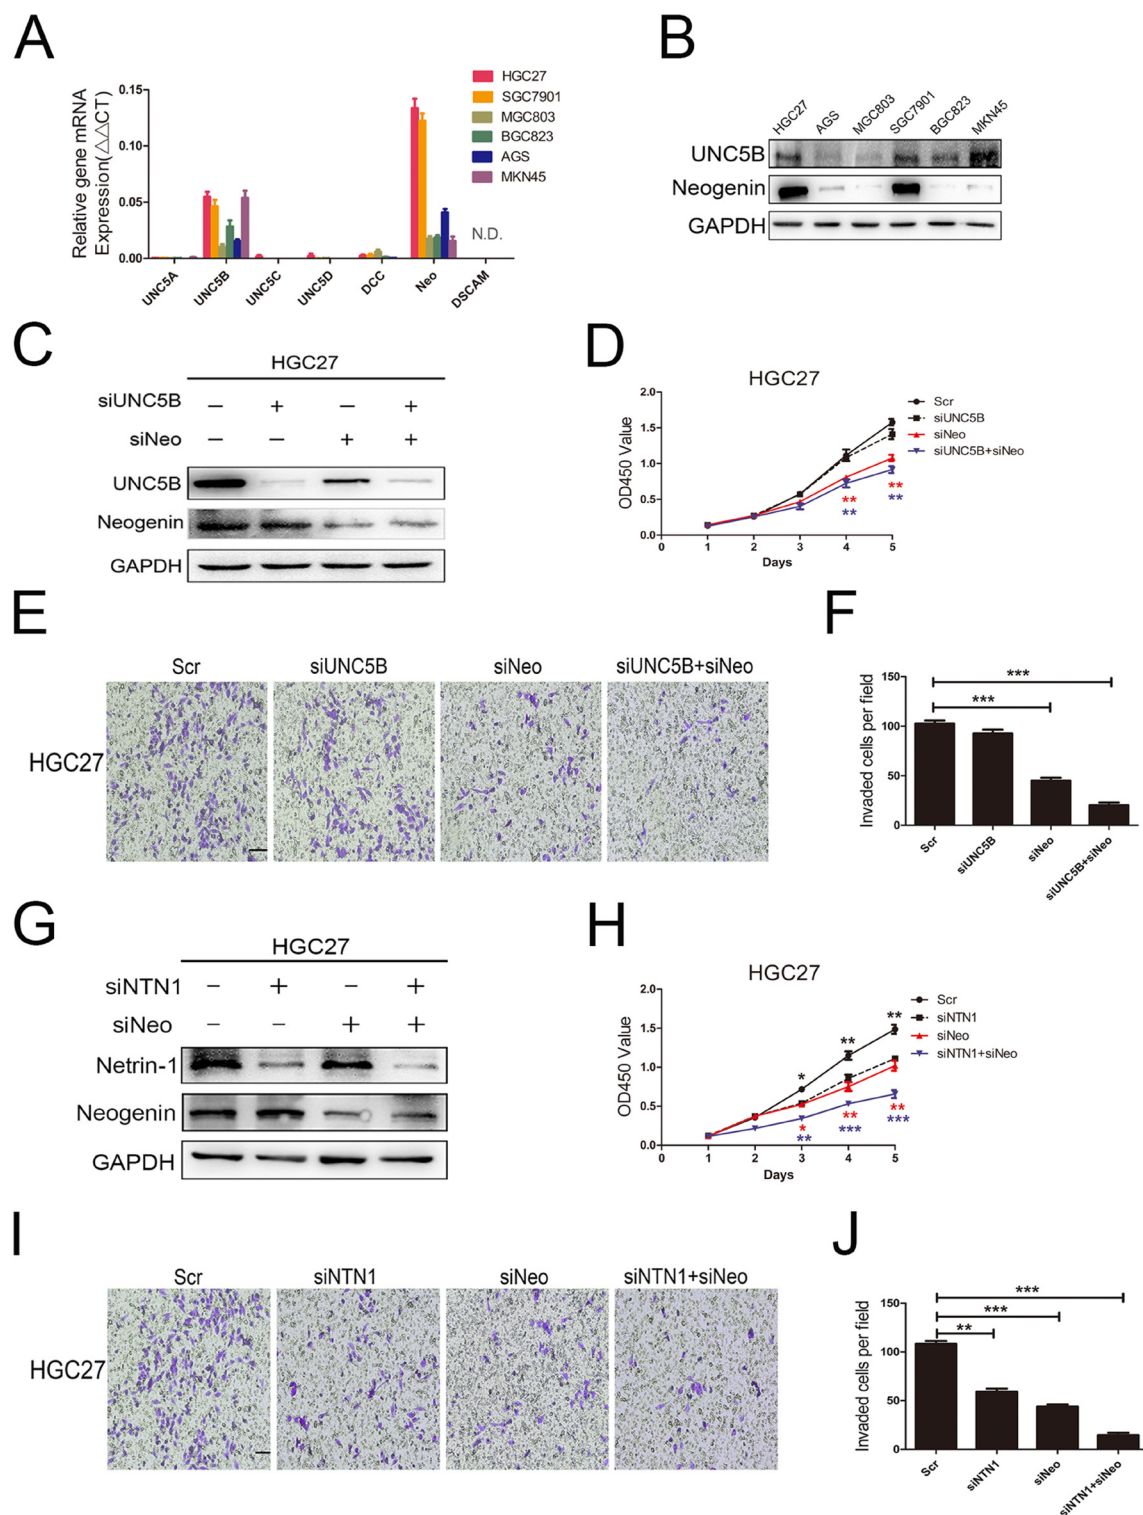 A
Relative gene mRNA
Expression(△△CT)
0.15
0.10
0.05
0.00
HGC27
SGC7901
MGC803
BGC823
AGS
MKN45
N.D.
UNC5A
UNC5B
UNC5C
UNC5D
DCC
Neo
DSCAM
B
HGC27
AGS
MGC803
SGC7901
BGC823
MKN45
UNC5B
Neogenin
GAPDH
C
HGC27
siUNC5B − + − +
siNeo − − + +
UNC5B
Neogenin
GAPDH
D
HGC27
OD450 Value
2.0
1.5
1.0
0.5
0.0
Scr
siUNC5B
siNeo
siUNC5B+siNeo
** **
** **
0 1 2 3 4 5
Days
E
Scr siUNC5B siNeo siUNC5B+siNeo
HGC27
F
Invaded cells per field
150
100
50
0
***
***
Scr
siUNC5B
siNeo
siUNC5B+siNeo
G
HGC27
siNTN1 − + − +
siNeo − − + +
Netrin-1
Neogenin
GAPDH
H
HGC27
OD450 Value
2.0
1.5
1.0
0.5
0.0
Scr
siNTN1
siNeo
siNTN1+siNeo
* ** **
* ** **
** *** ***
0 1 2 3 4 5
Days
I
Scr siNTN1 siNeo siNTN1+siNeo
HGC27
J
Invaded cells per field
150
100
50
0
***
***
**
Scr
siNTN1
siNeo
siNTN1+siNeo